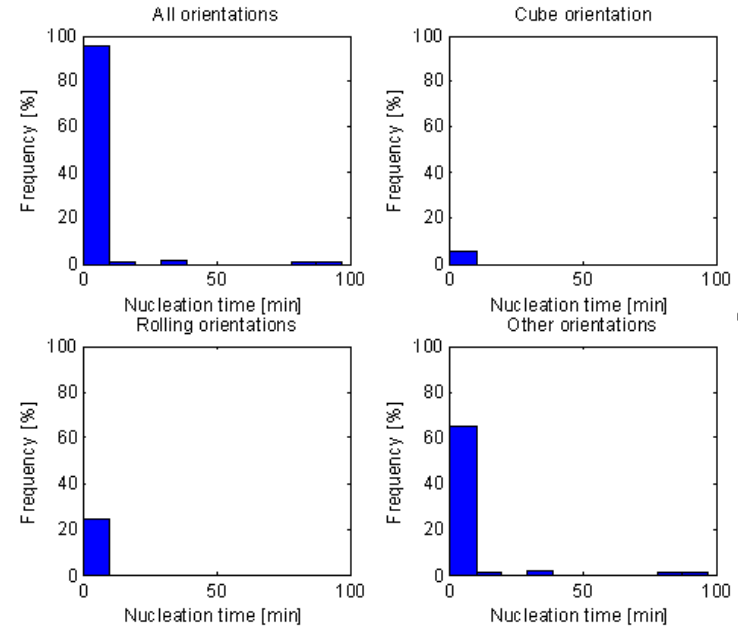 All orientations
Frequency [%]
100
80
60
40
20
0
0 50 100
Nucleation time [min]
Cube orientation
Frequency [%]
100
80
60
40
20
0
0 50 100
Nucleation time [min]
Rolling orientations
Frequency [%]
100
80
60
40
20
0
0 50 100
Nucleation time [min]
Other orientations
Frequency [%]
100
80
60
40
20
0
0 50 100
Nucleation time [min]